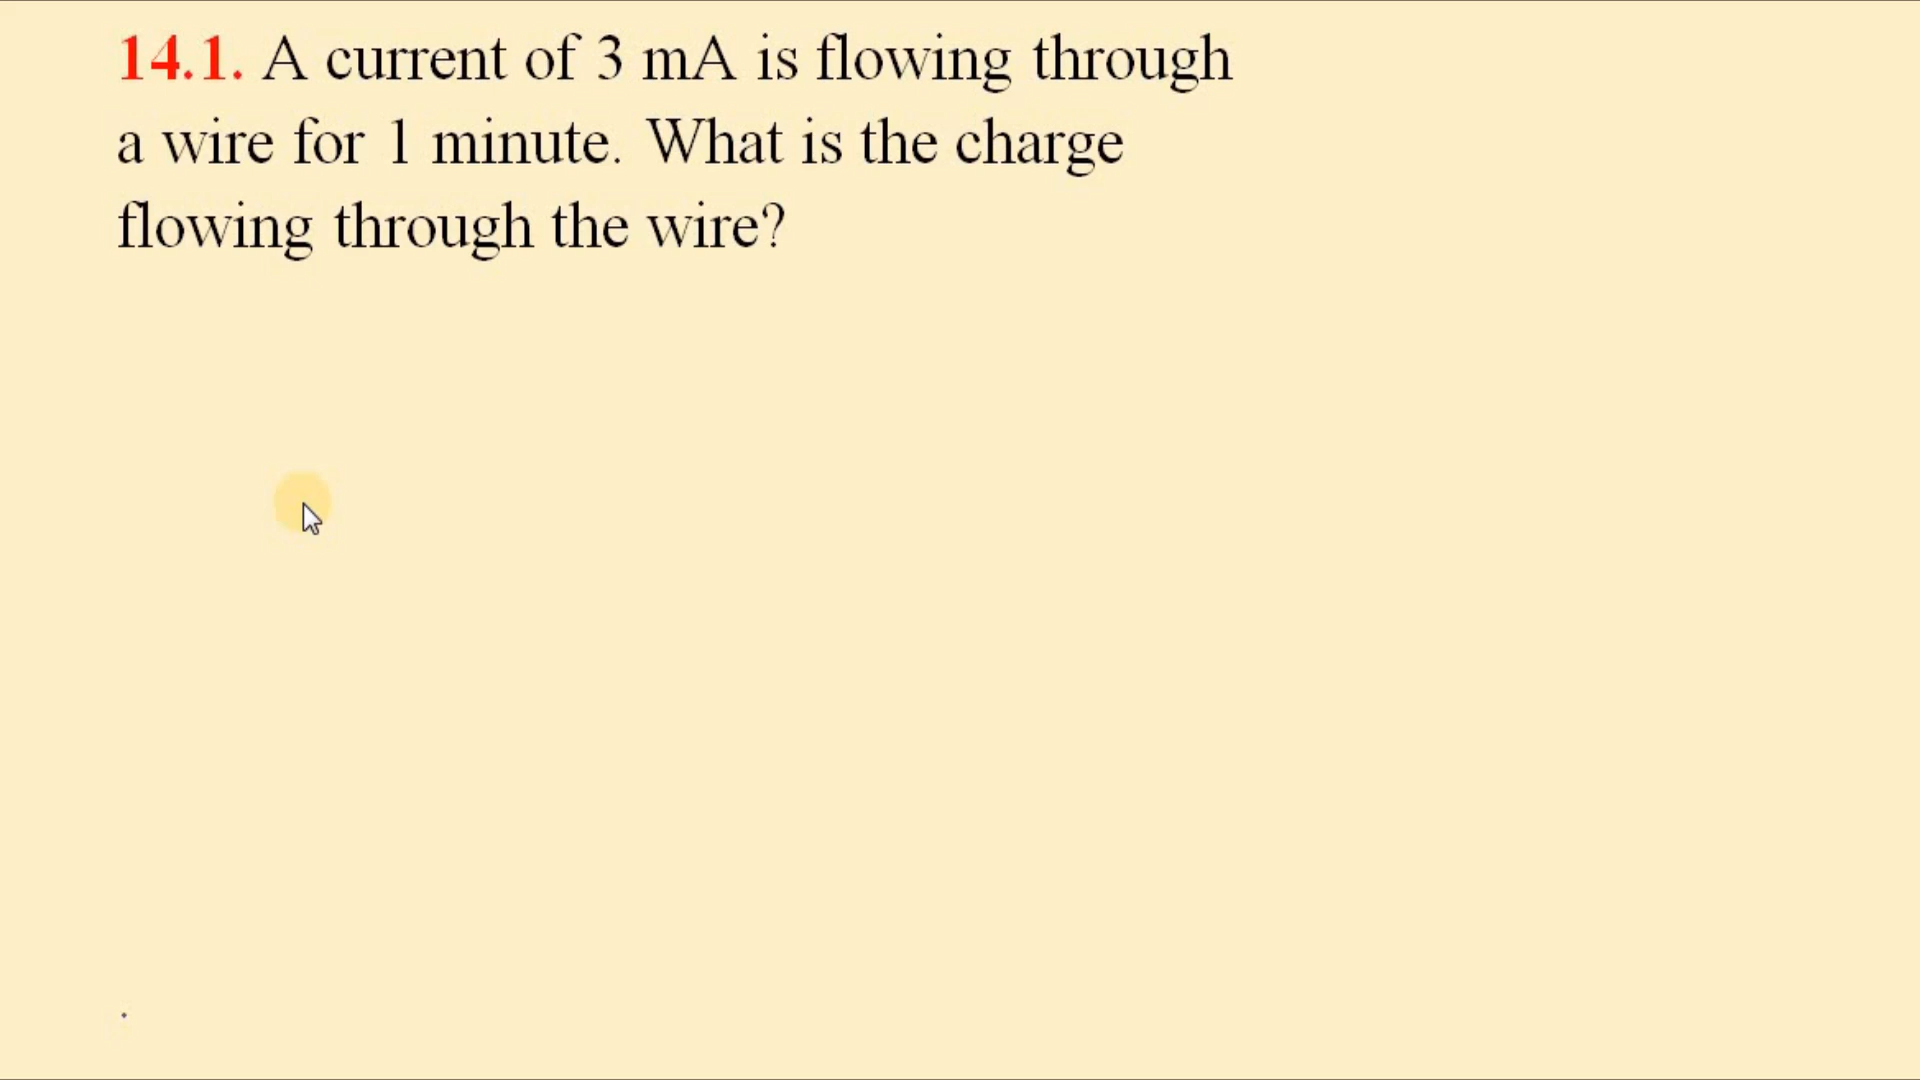 14.1. A current of 3 mA is flowing through
a wire for 1 minute. What is the charge
flowing through the wire?